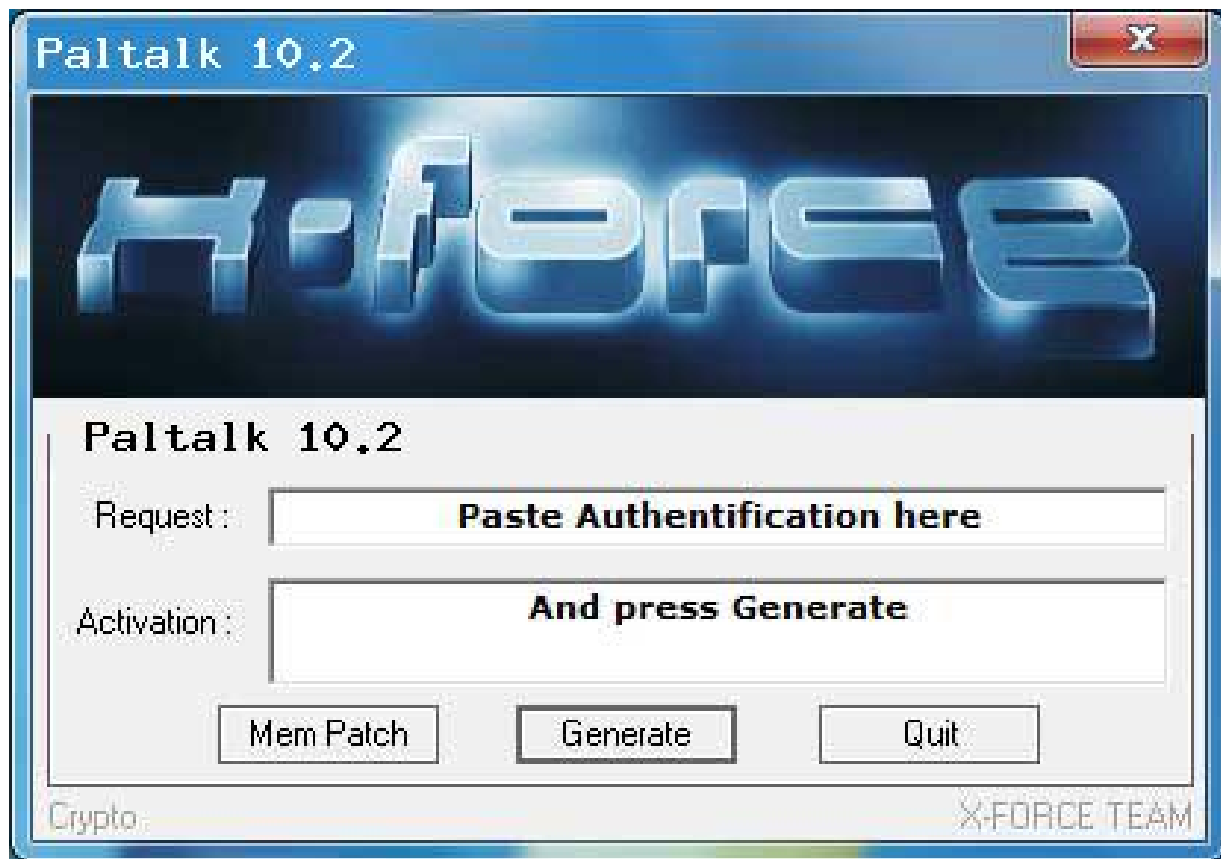 Paltalk 10.2
X
X-force
Paltalk 10.2
Request :
Paste Authentification here
Activation :
And press Generate
Mem Patch
Generate
Quit
Crypto
X-FORCE TEAM